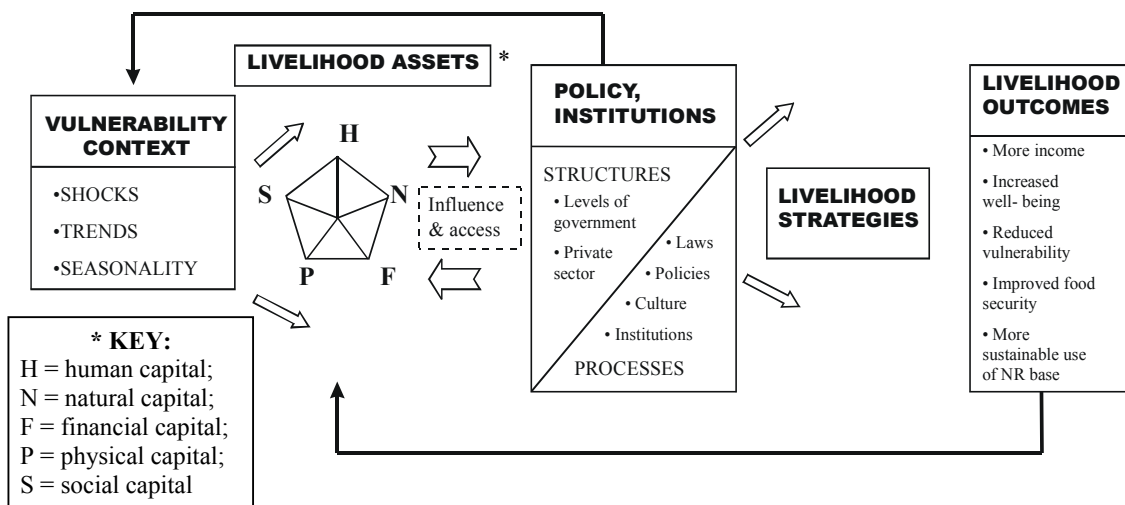 LIVELIHOOD ASSETS *
VULNERABILITY
CONTEXT
•SHOCKS
•TRENDS
•SEASONALITY
H
S
N
P
F
Influence
& access
POLICY,
INSTITUTIONS
STRUCTURES
• Levels of
government
• Private
sector
• Laws
• Policies
• Culture
• Institutions
PROCESSES
LIVELIHOOD
STRATEGIES
LIVELIHOOD
OUTCOMES
• More income
• Increased
well- being
• Reduced
vulnerability
• Improved food
security
• More
sustainable use
of NR base
* KEY:
H = human capital;
N = natural capital;
F = financial capital;
P = physical capital;
S = social capital